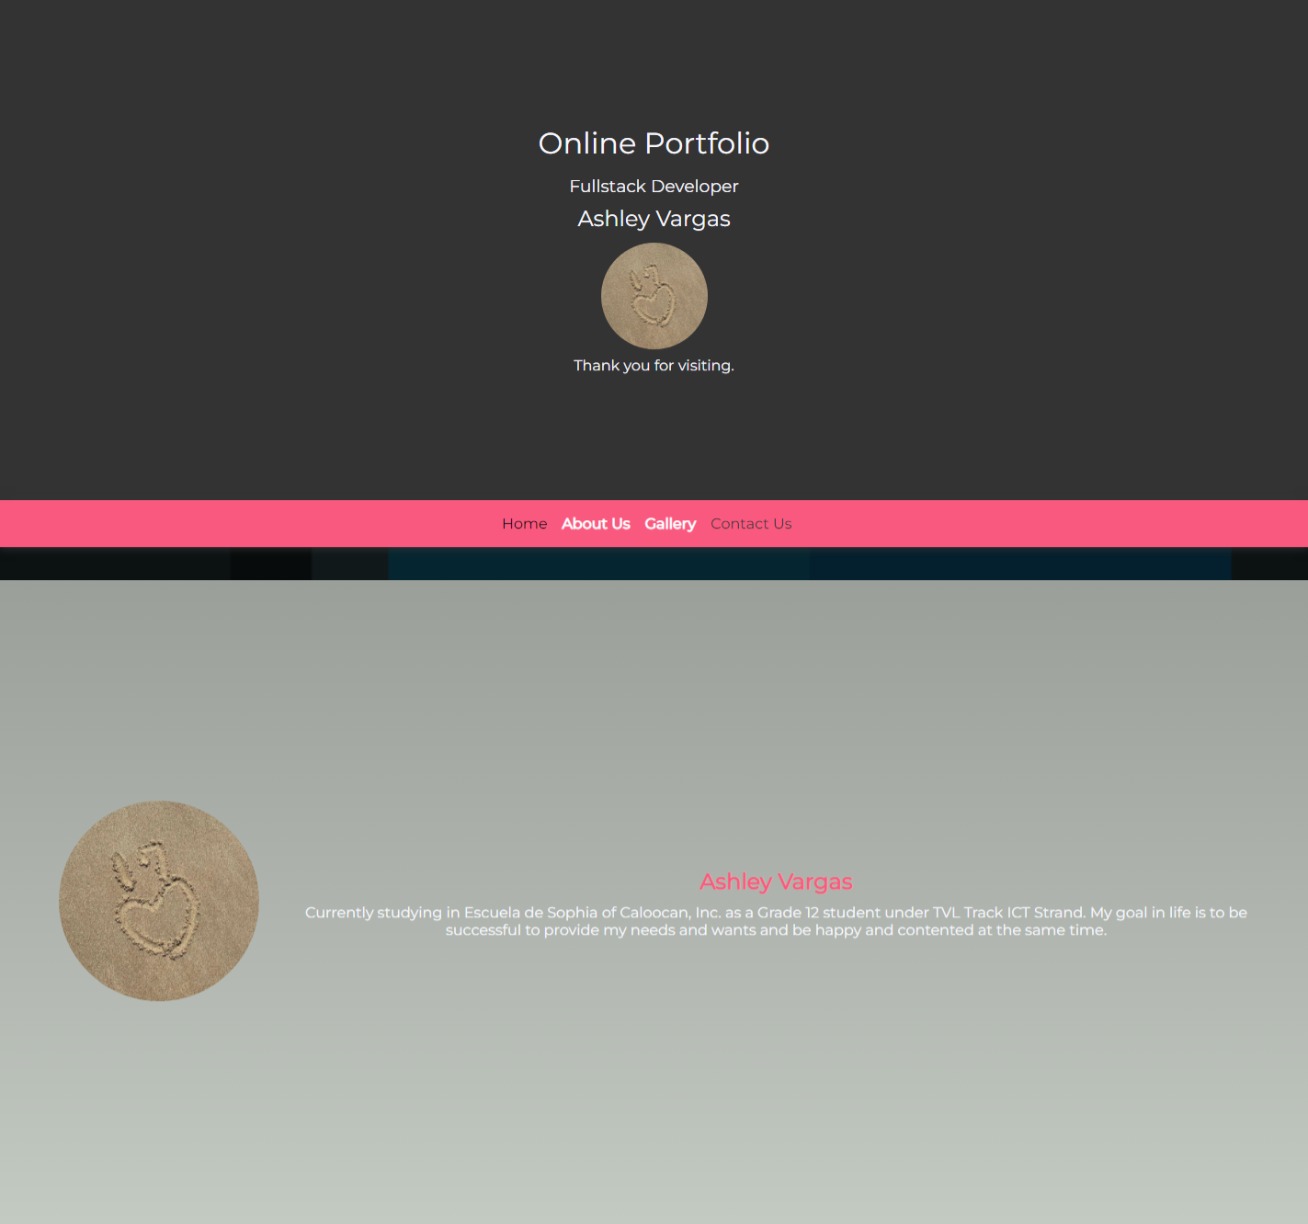 Online Portfolio
Fullstack Developer
Ashley Vargas
Thank you for visiting.
Home About Us Gallery Contact Us
Ashley Vargas
Currently studying in Escuela de Sophia of Caloocan, Inc. as a Grade 12 student under TVL Track ICT Strand. My goal in life is to be
successful to provide my needs and wants and be happy and contented at the same time.